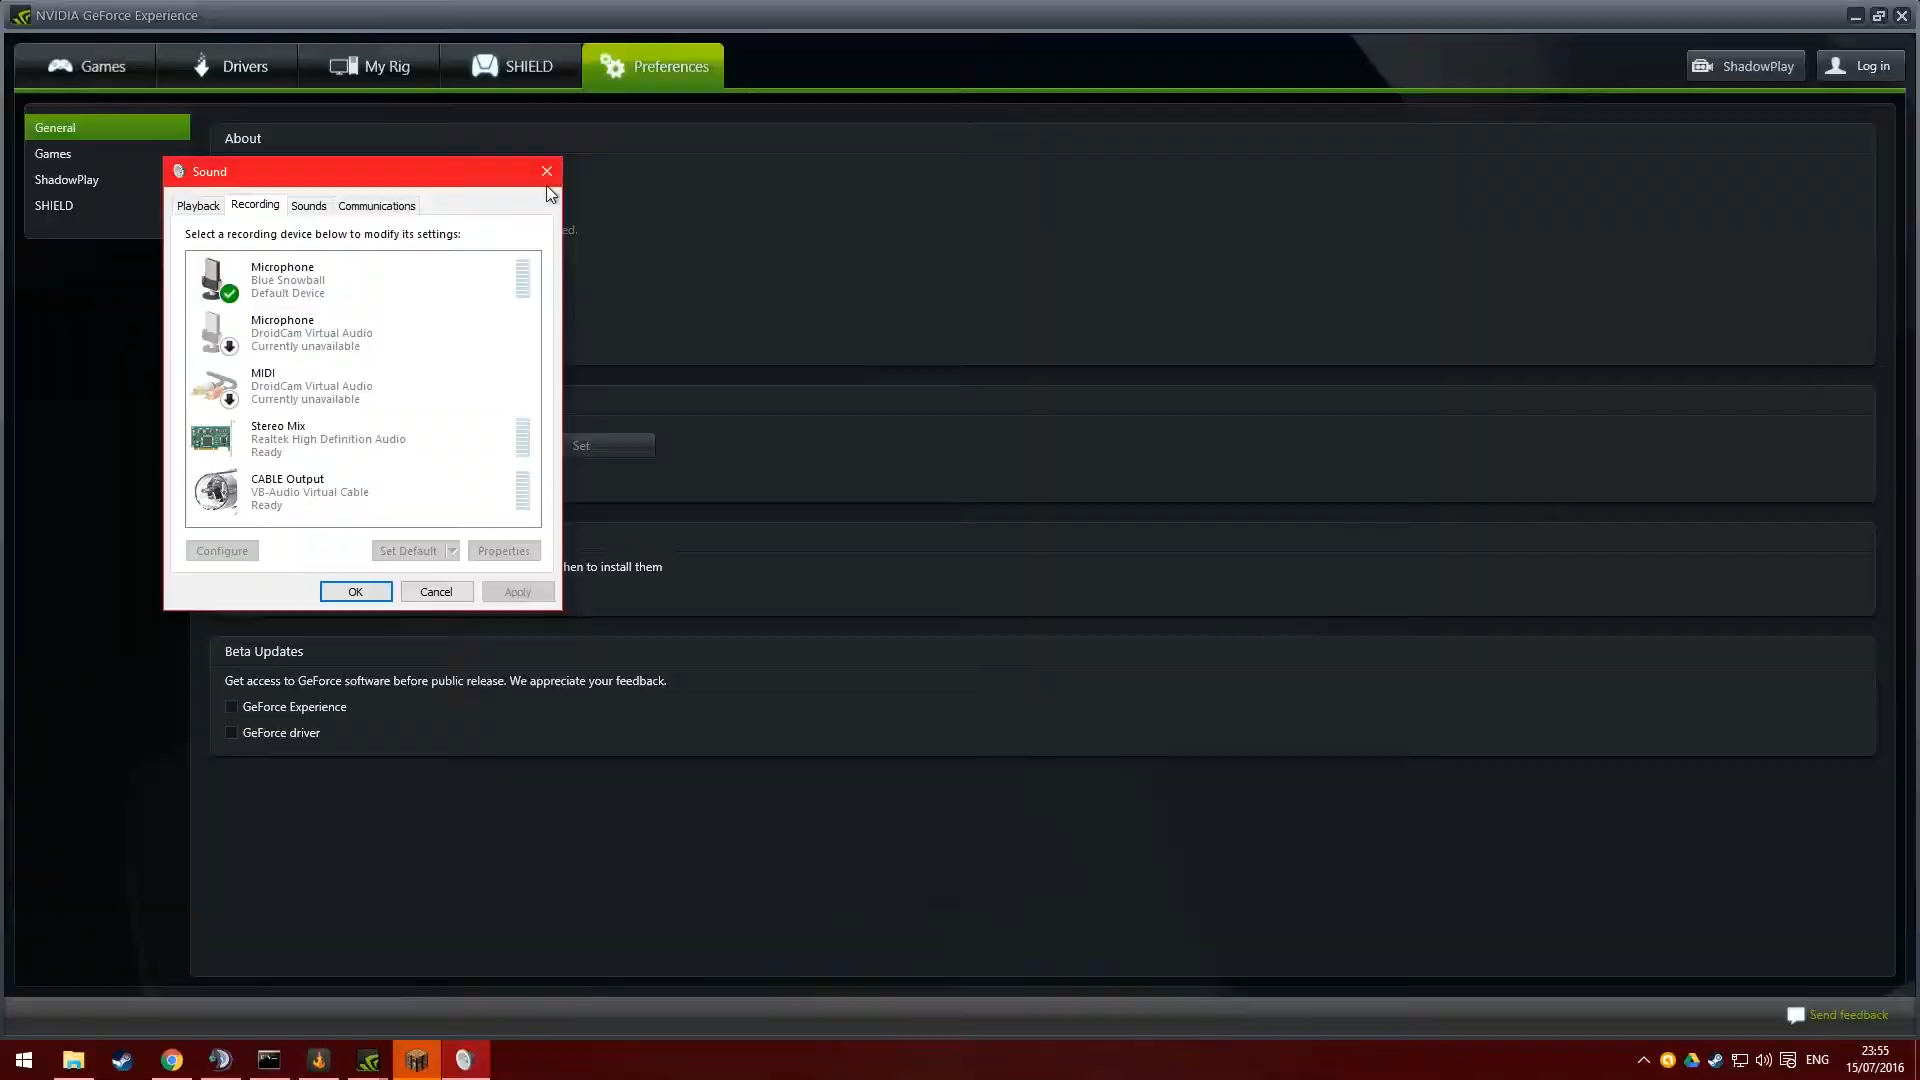 NVIDIA GeForce Experience
Games
Drivers
My Rig
SHIELD
Preferences
ShadowPlay
Log in
General
Games
ShadowPlay
SHIELD
About
ed.
Sound
Playback
Recording
Sounds
Communications
Select a recording device below to modify its settings:
Microphone
Blue Snowball
Default Device
Microphone
DroidCam Virtual Audio
Currently unavailable
MIDI
DroidCam Virtual Audio
Currently unavailable
Stereo Mix
Realtek High Definition Audio
Ready
CABLE Output
VB-Audio Virtual Cable
Ready
Configure
Set Default
Properties
OK
Cancel
Apply
Set
hen to install them
Beta Updates
Get access to GeForce software before public release. We appreciate your feedback.
GeForce Experience
GeForce driver
Send feedback
ENG
23:55
15/07/2016